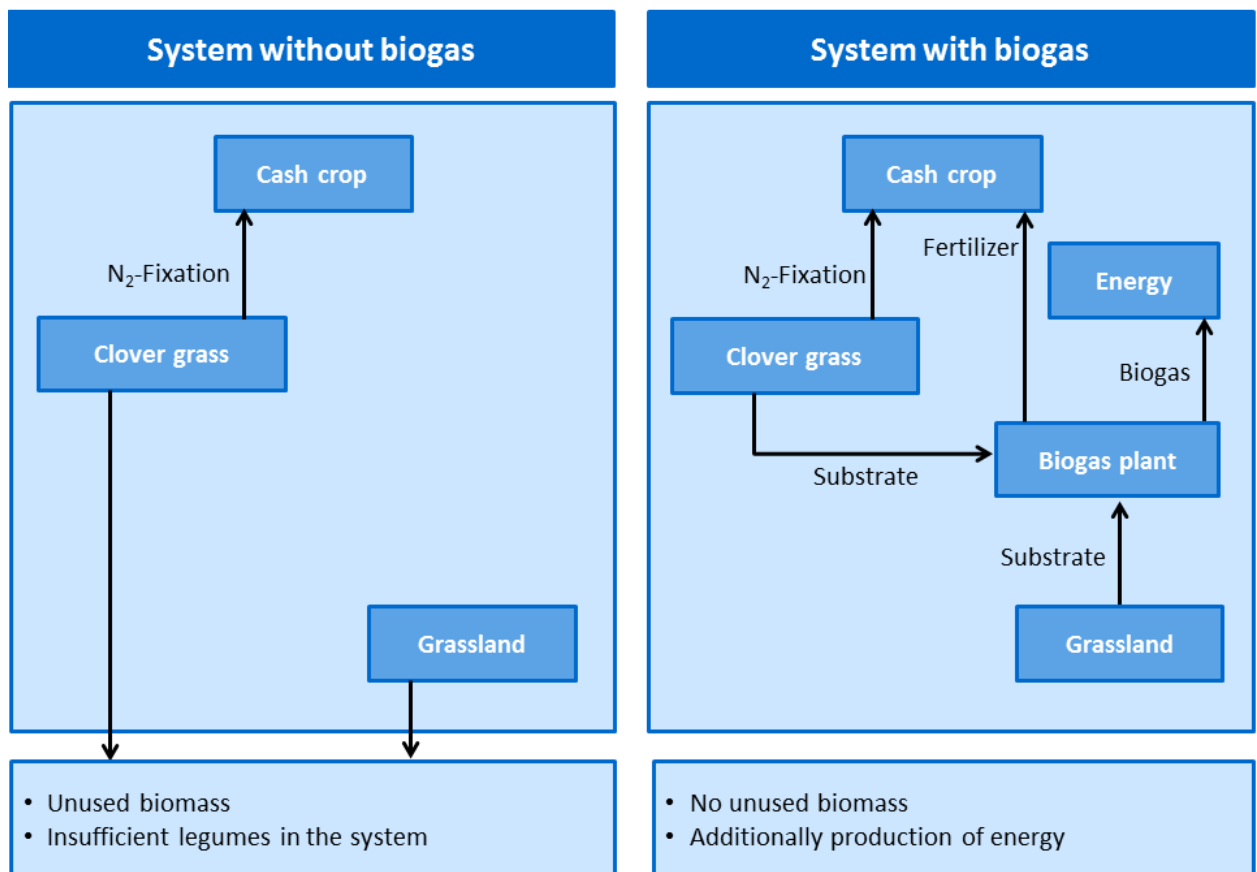 System without biogas
Cash crop
N₂-Fixation
Clover grass
Grassland
• Unused biomass
• Insufficient legumes in the system
System with biogas
Cash crop
Fertilizer
N₂-Fixation
Energy
Clover grass
Biogas
Biogas plant
Substrate
Substrate
Grassland
• No unused biomass
• Additionally production of energy